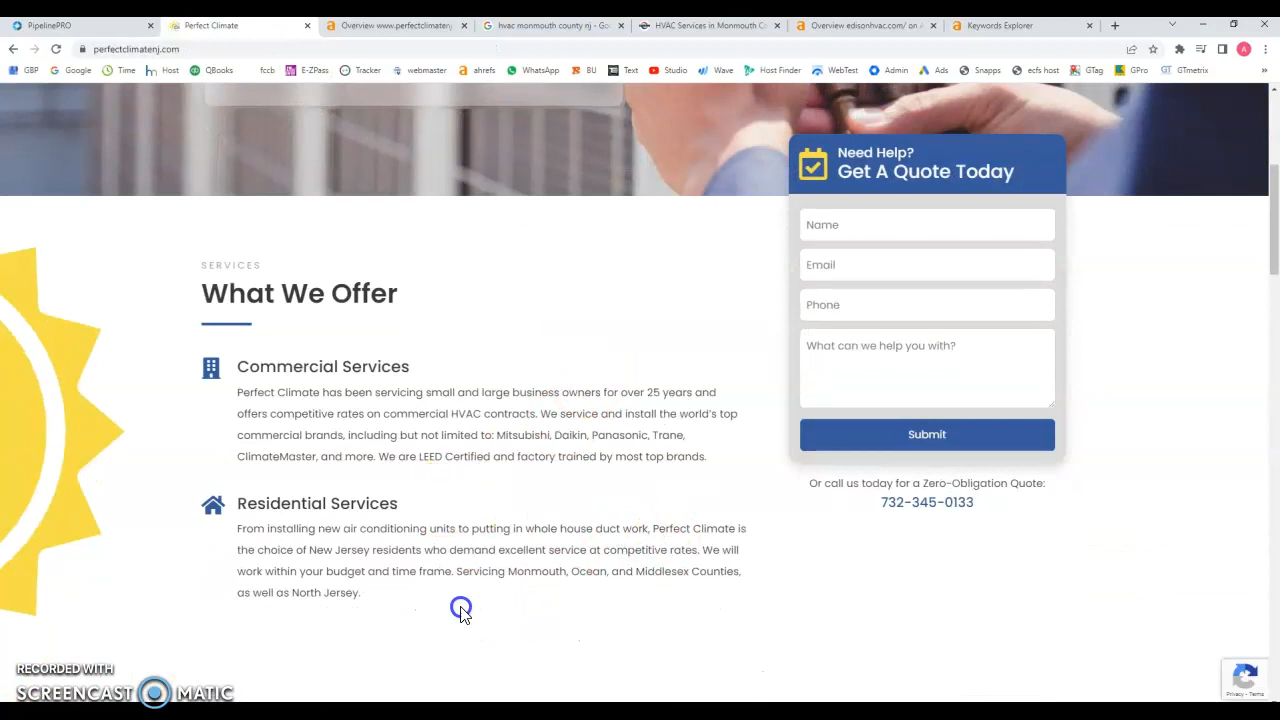 PipelinePRO
Perfect Climate
Overview www.perfectclimatenj
hvac monmouth county nj - Goo
HVAC Services in Monmouth Co
Overview edisonhvac.com/ on A
Keywords Explorer
perfectclimatenj.com
A
GBP
Google
Time
Host
QBooks
fccb
E-ZPass
Tracker
webmaster
ahrefs
WhatsApp
BU
Text
Studio
Wave
Host Finder
WebTest
Admin
Ads
Snapps
ecfs host
GTag
GPro
GTmetrix
Need Help?
Get A Quote Today
Name
Email
Phone
What can we help you with?
Submit
Or call us today for a Zero-Obligation Quote:
732-345-0133
SERVICES
What We Offer
Commercial Services
Perfect Climate has been servicing small and large business owners for over 25 years and
offers competitive rates on commercial HVAC contracts. We service and install the world's top
commercial brands, including but not limited to: Mitsubishi, Daikin, Panasonic, Trane,
ClimateMaster, and more. We are LEED Certified and factory trained by most top brands.
Residential Services
From installing new air conditioning units to putting in whole house duct work, Perfect Climate is
the choice of New Jersey residents who demand excellent service at competitive rates. We will
work within your budget and time frame. Servicing Monmouth, Ocean, and Middlesex Counties,
as well as North Jersey.
RECORDED WITH
SCREENCAST MATIC
Privacy - Terms